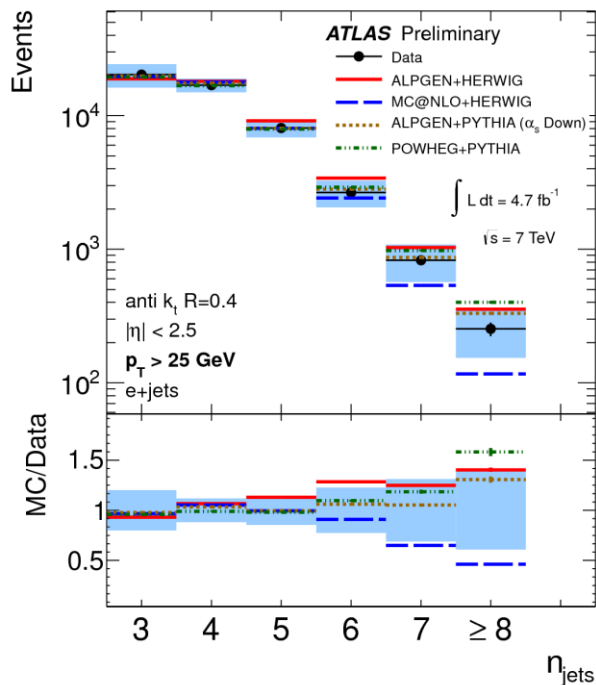 Events
ATLAS Preliminary
Data
ALPGEN+HERWIG
MC@NLO+HERWIG
ALPGEN+PYTHIA (αs Down)
POWHEG+PYTHIA
∫ L dt = 4.7 fb⁻¹
√s = 7 TeV
10⁴
10³
10²
anti kt R=0.4
|η| < 2.5
pT > 25 GeV
e+jets
MC/Data
1.5
1
0.5
3 4 5 6 7 ≥ 8
njets